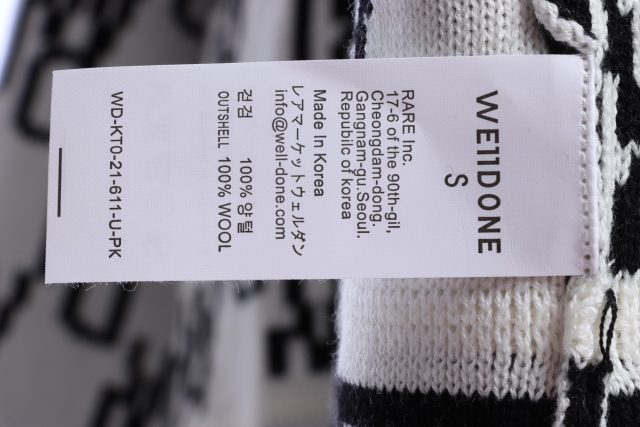 WE11DONE
S
RARE Inc.
17-6 of the 90th-gil,
Cheongdam-dong.
Gangnam-gu.Seoul.
Republic of korea
Made In Korea
レアマーケットウェルダン
info@well-done.com
겉감 100% 양털
OUTSHELL 100% WOOL
WD-KT0-21-611-U-PK